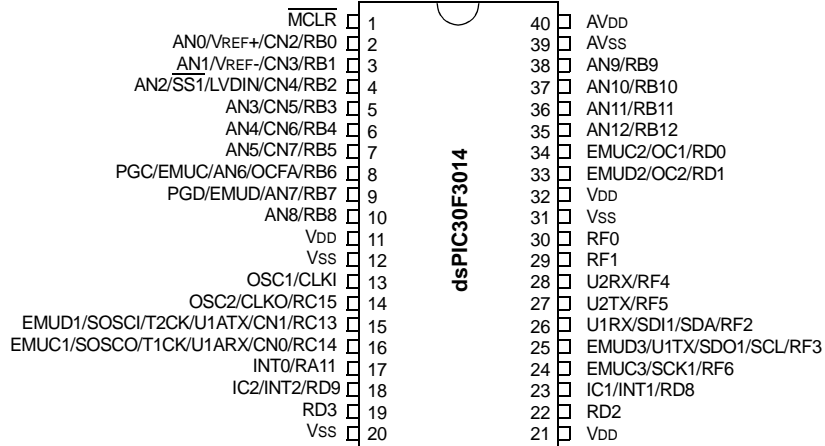 MCLR 1
AN0/VREF+/CN2/RB0 2
AN1/VREF-/CN3/RB1 3
AN2/SS1/LVDIN/CN4/RB2 4
AN3/CN5/RB3 5
AN4/CN6/RB4 6
AN5/CN7/RB5 7
PGC/EMUC/AN6/OCFA/RB6 8
PGD/EMUD/AN7/RB7 9
AN8/RB8 10
VDD 11
VSS 12
OSC1/CLKI 13
OSC2/CLKO/RC15 14
EMUD1/SOSCI/T2CK/U1ATX/CN1/RC13 15
EMUC1/SOSCO/T1CK/U1ARX/CN0/RC14 16
INT0/RA11 17
IC2/INT2/RD9 18
RD3 19
VSS 20
dsPIC30F3014
40 AVDD
39 AVSS
38 AN9/RB9
37 AN10/RB10
36 AN11/RB11
35 AN12/RB12
34 EMUC2/OC1/RD0
33 EMUD2/OC2/RD1
32 VDD
31 VSS
30 RF0
29 RF1
28 U2RX/RF4
27 U2TX/RF5
26 U1RX/SDI1/SDA/RF2
25 EMUD3/U1TX/SDO1/SCL/RF3
24 EMUC3/SCK1/RF6
23 IC1/INT1/RD8
22 RD2
21 VDD